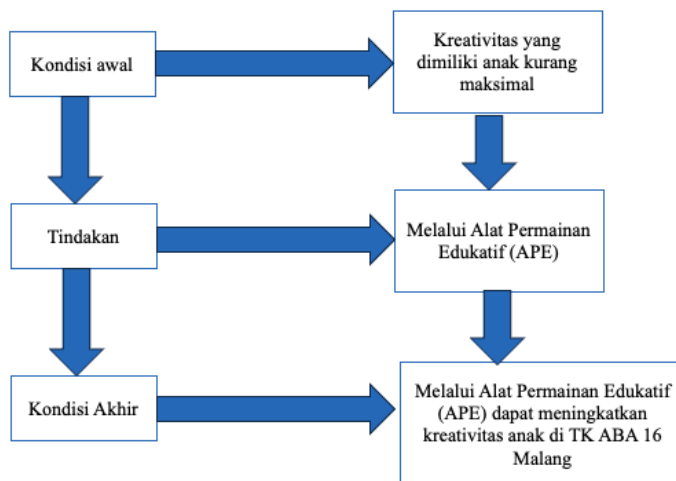 Kondisi awal
Kreativitas yang
dimiliki anak kurang
maksimal
Tindakan
Melalui Alat Permainan
Edukatif (APE)
Kondisi Akhir
Melalui Alat Permainan Edukatif
(APE) dapat meningkatkan
kreativitas anak di TK ABA 16
Malang